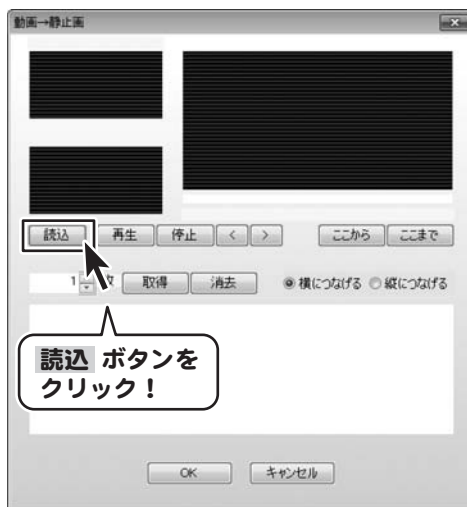 動画→静止画
読込 再生 停止 < > ここから ここまで
1 枚 取得 消去 横につなげる 縦につなげる
読込 ボタンを
クリック！
OK キャンセル